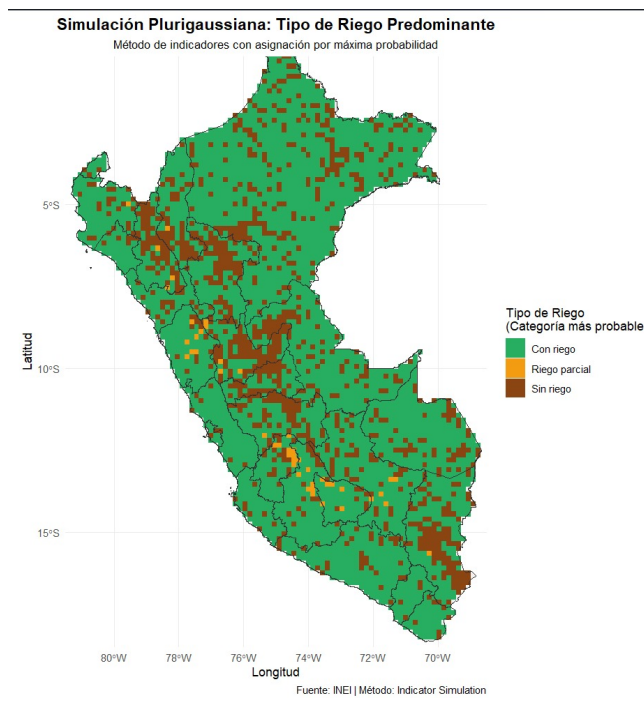 Simulación Plurigaussiana: Tipo de Riego Predominante
Método de indicadores con asignación por máxima probabilidad
5°S
10°S
15°S
Latitud
80°W
78°W
76°W
74°W
72°W
70°W
Longitud
Tipo de Riego
(Categoría más probable
Con riego
Riego parcial
Sin riego
Fuente: INEI | Método: Indicator Simulation